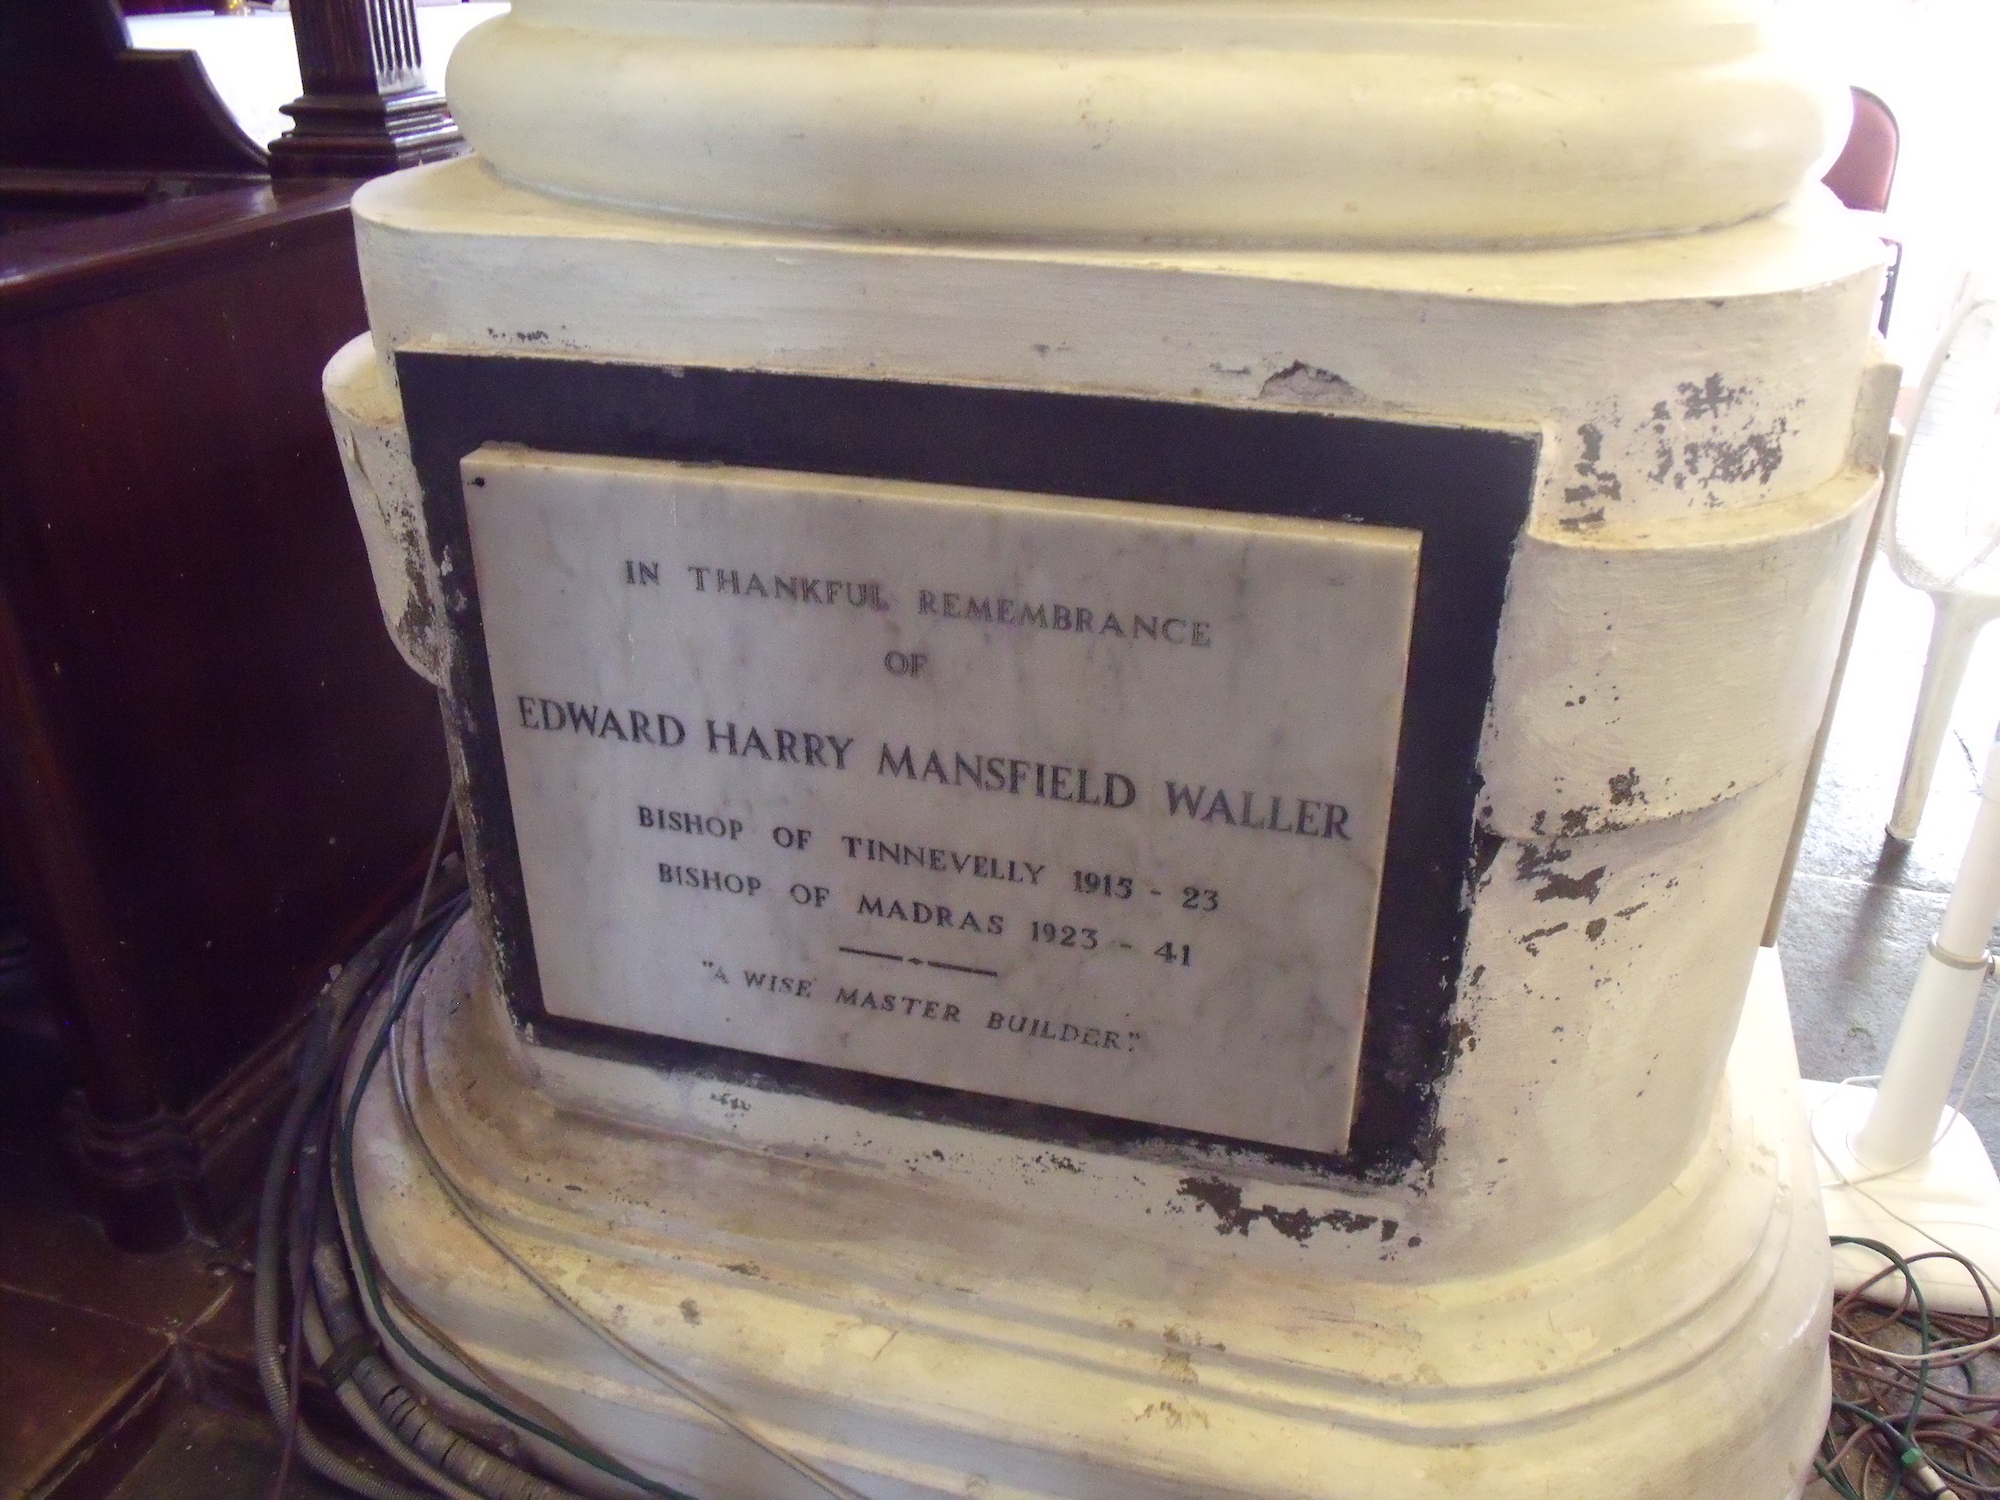 IN THANKFUL REMEMBRANCE
OF
EDWARD HARRY MANSFIELD WALLER
BISHOP OF TINNEVELLY 1915 - 23
BISHOP OF MADRAS 1923 - 41
"A WISE MASTER BUILDER."